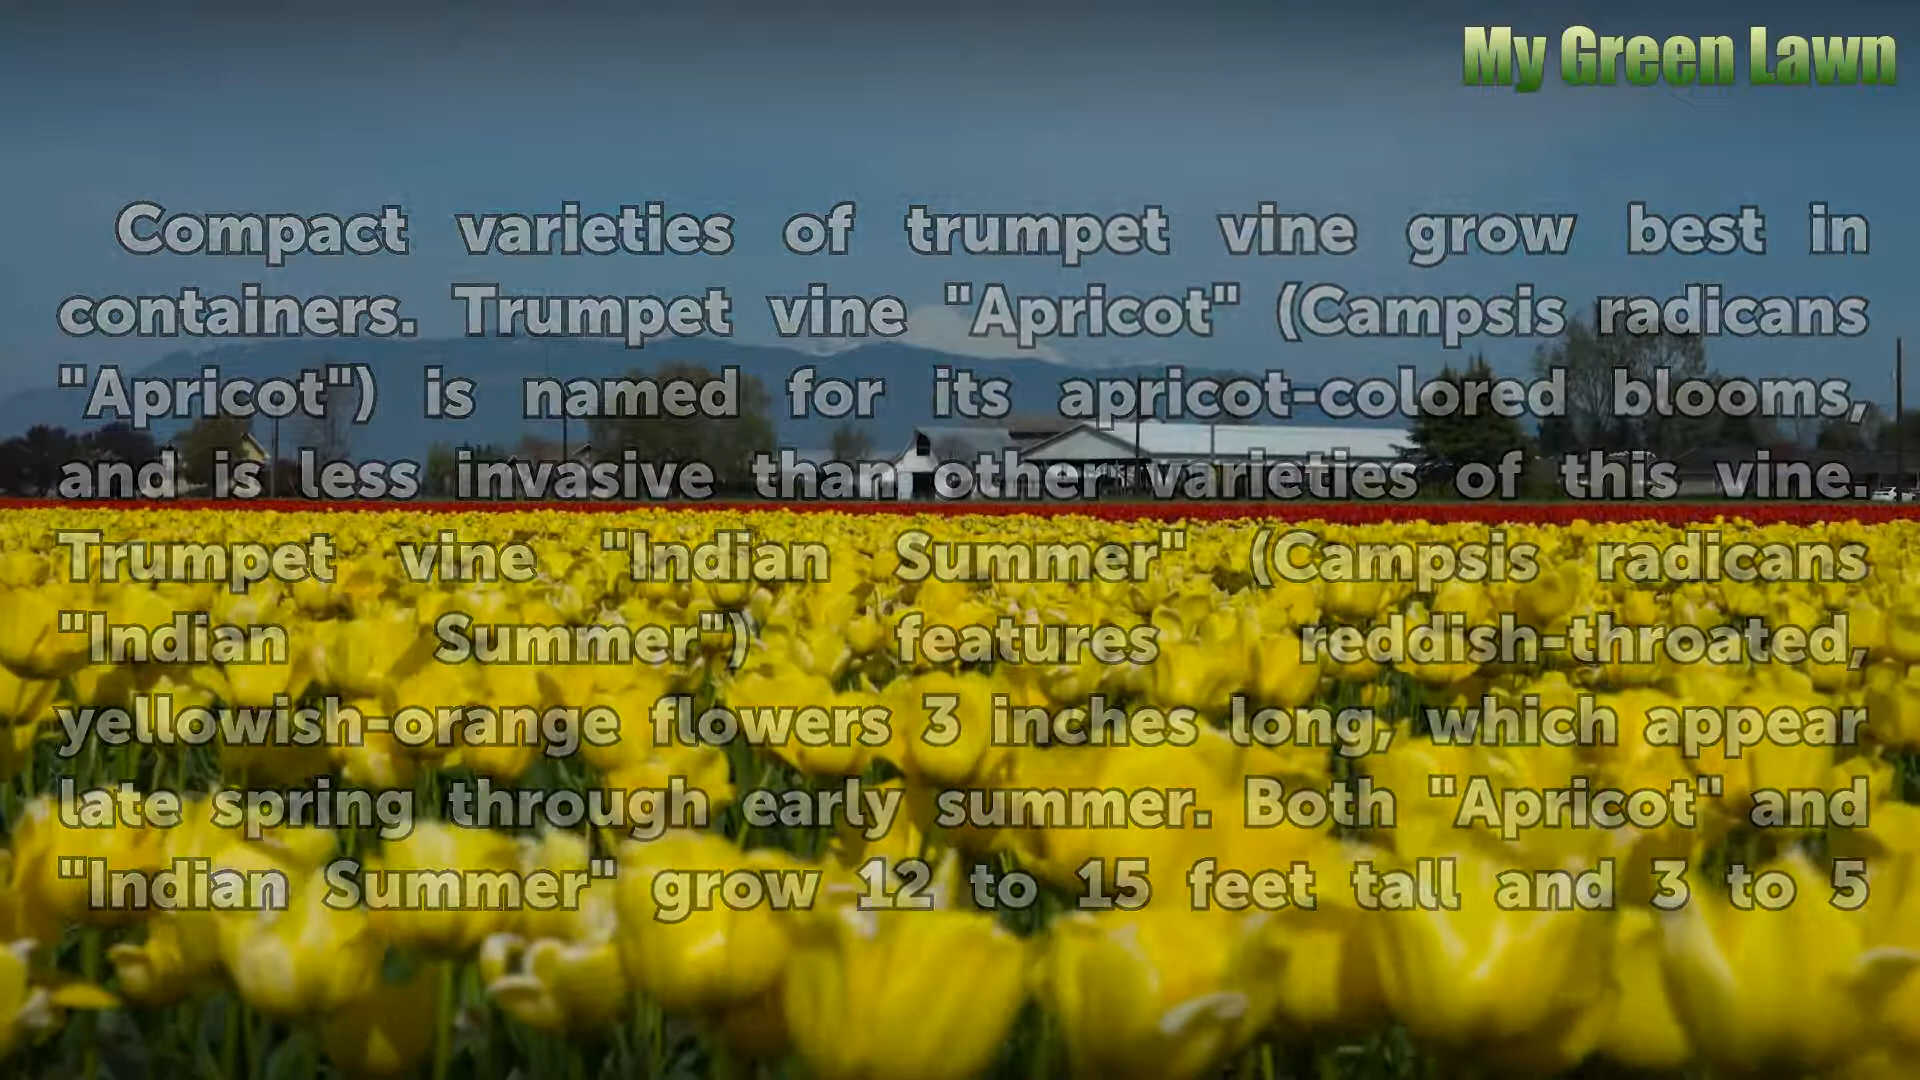 My Green Lawn
Compact varieties of trumpet vine grow best in
containers. Trumpet vine "Apricot" (Campsis radicans
"Apricot") is named for its apricot-colored blooms,
and is less invasive than other varieties of this vine.
Trumpet vine "Indian Summer" (Campsis radicans
"Indian Summer") features reddish-throated,
yellowish-orange flowers 3 inches long, which appear
late spring through early summer. Both "Apricot" and
"Indian Summer" grow 12 to 15 feet tall and 3 to 5